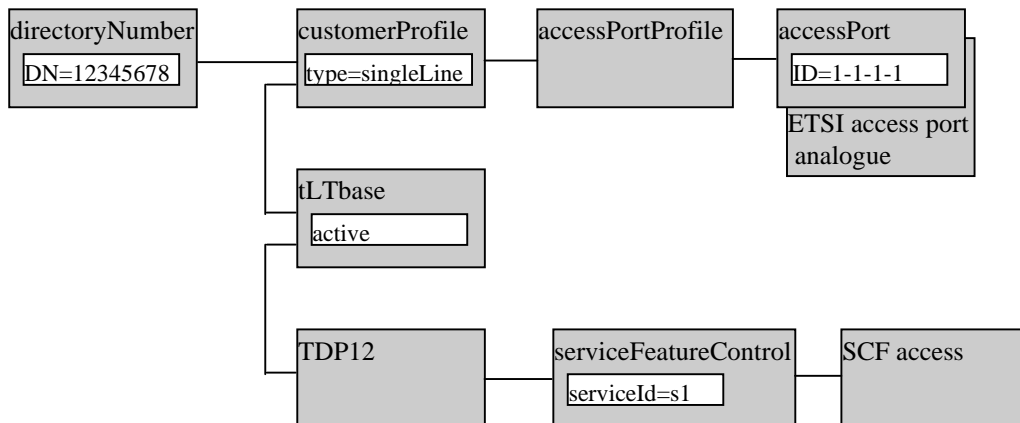 directoryNumber
DN=12345678
customerProfile
type=singleLine
accessPortProfile
accessPort
ID=1-1-1-1
ETSI access port
analogue
tLTbase
active
TDP12
serviceFeatureControl
serviceId=s1
SCF access